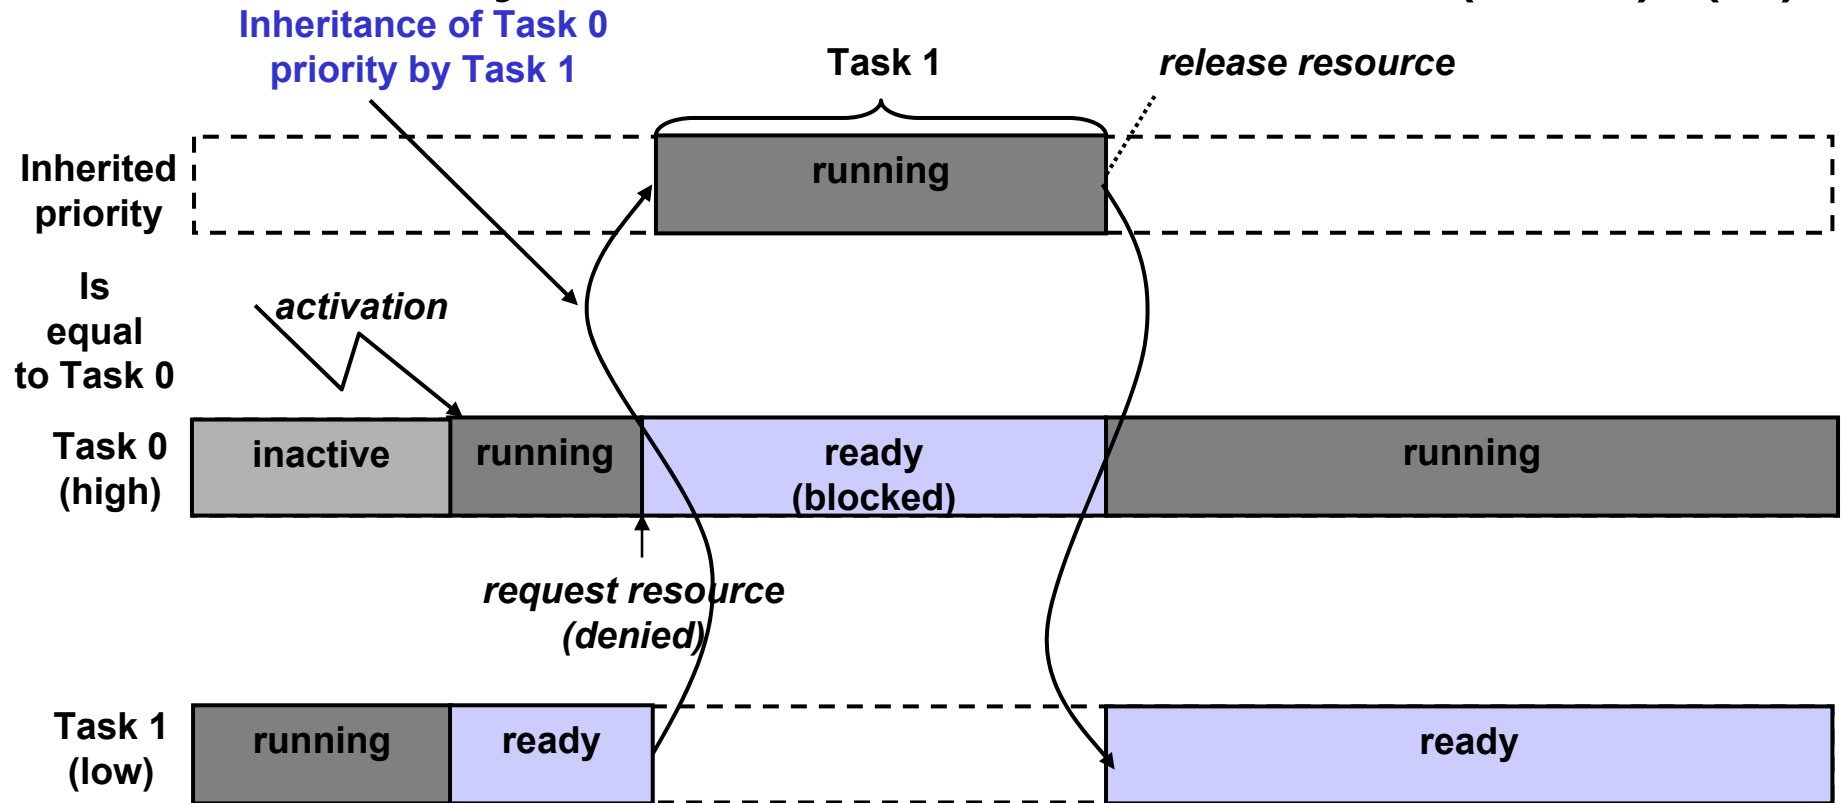 Inheritance of Task 0
priority by Task 1
Task 1
release resource
Inherited
priority
running
Is
equal
to Task 0
activation
Task 0
(high)
inactive
running
ready
(blocked)
running
request resource
(denied)
Task 1
(low)
running
ready
ready